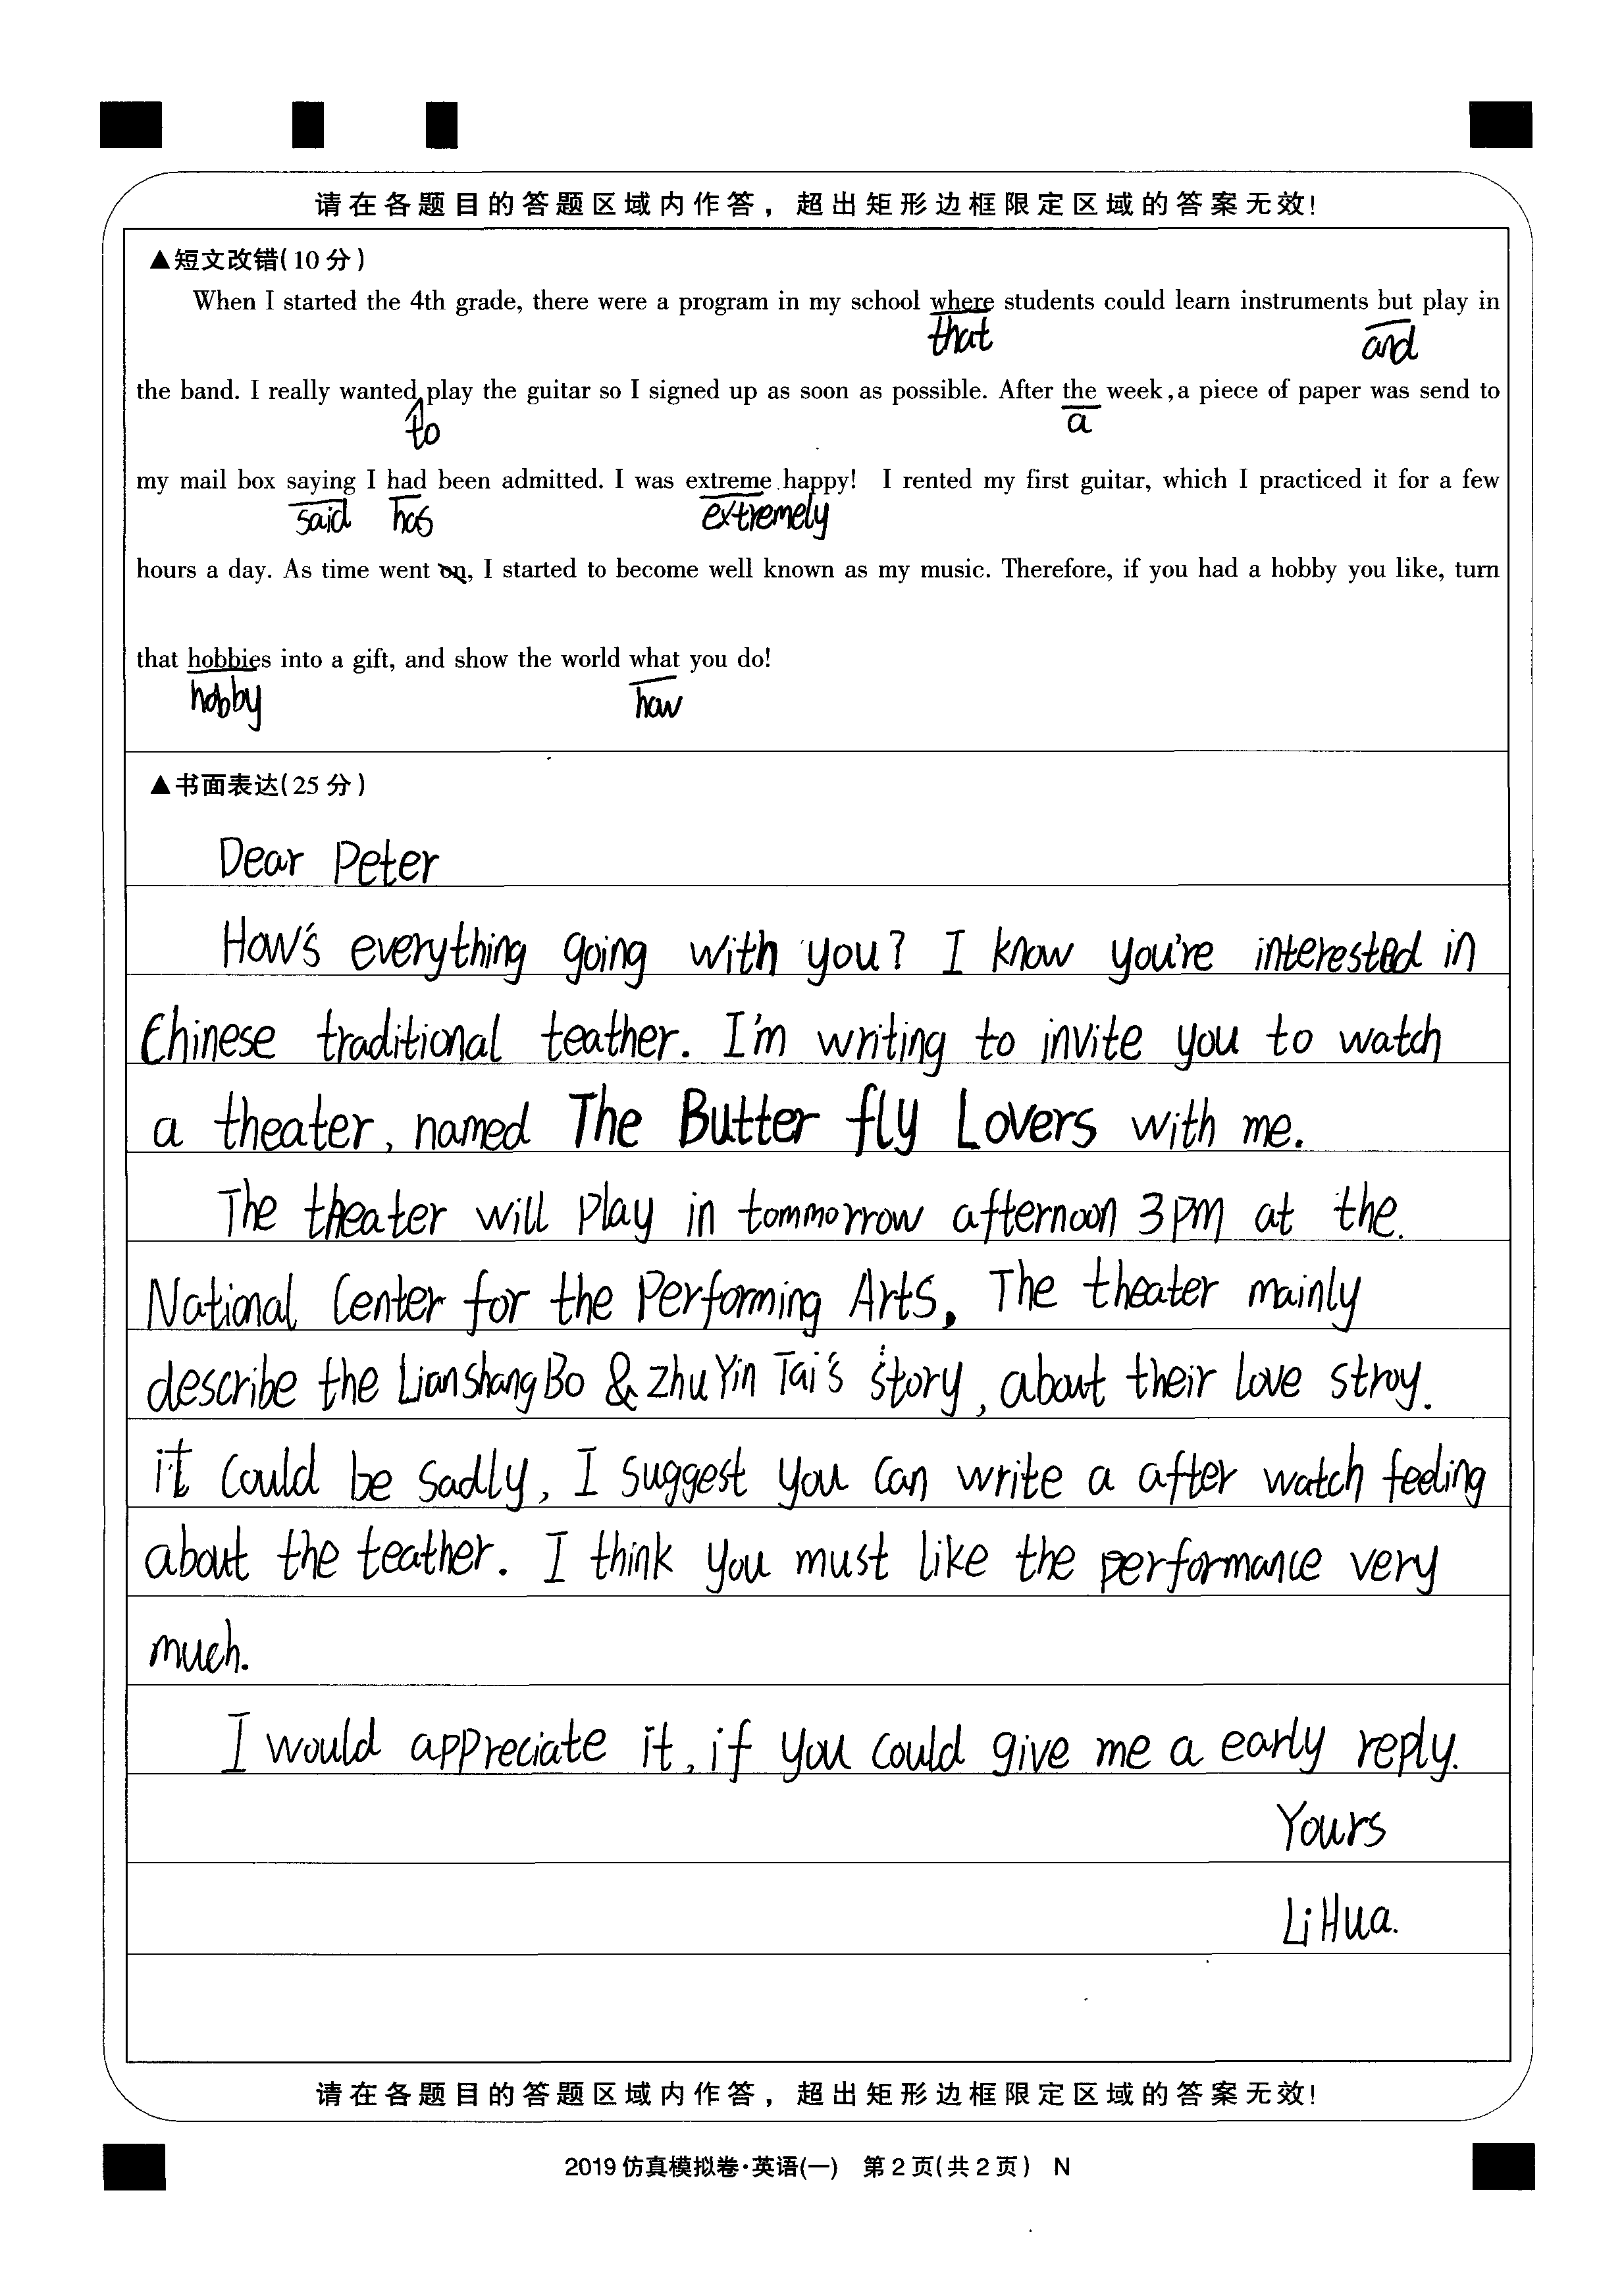 请在各题目的答题区域内作答，超出矩形边框限定区域的答案无效!
▲短文改错(10分)
When I started the 4th grade, there were a program in my school where students could learn instruments but play in
that and
the band. I really wanted play the guitar so I signed up as soon as possible. After the week, a piece of paper was send to
to a
my mail box saying I had been admitted. I was extreme happy! I rented my first guitar, which I practiced it for a few
said has extremely
hours a day. As time went on, I started to become well known as my music. Therefore, if you had a hobby you like, turn
that hobbies into a gift, and show the world what you do!
hobby how
▲书面表达(25分)
Dear Peter
How's everything going with you? I know you're interested in
Chinese traditional teather. I'm writing to invite you to watch
a theater, named The Butter fly Lovers with me.
The theater will play in tommorrow afternoon 3 PM at the.
National Center for the Performing Arts. The theater mainly
describe the LianShangBo & Zhu Yin Tai's story, about their love stroy.
it could be sadly, I suggest you can write a after watch feeling
about the teather. I think you must like the performance very
much.
I would appreciate it, if you could give me a early reply.
Yours
Li Hua.
请在各题目的答题区域内作答，超出矩形边框限定区域的答案无效!
2019仿真模拟卷·英语(一) 第2页(共2页) N